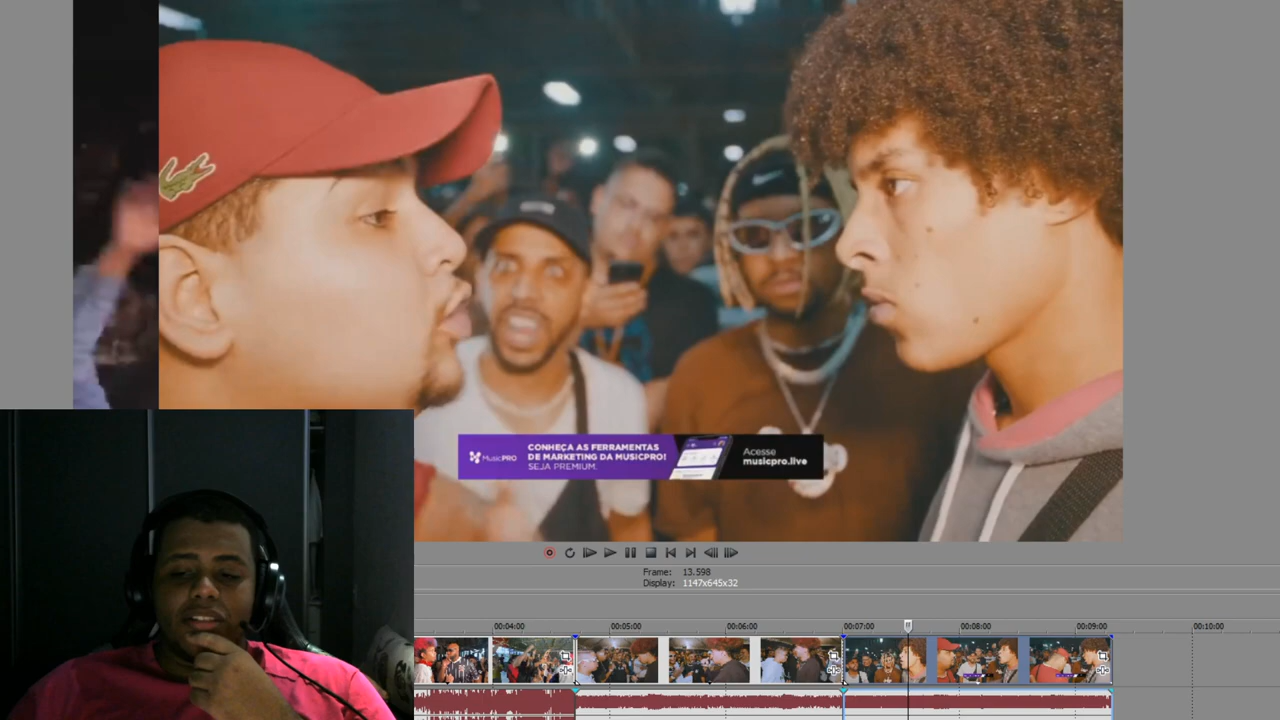 MusicPRO
CONHEÇA AS FERRAMENTAS
DE MARKETING DA MUSICPRO!
SEJA PREMIUM.
Acesse
musicpro.live
Frame: 13.598
Display: 1147x645x32
00:04:00 00:05:00 00:06:00 00:07:00 00:08:00 00:09:00 00:10:00